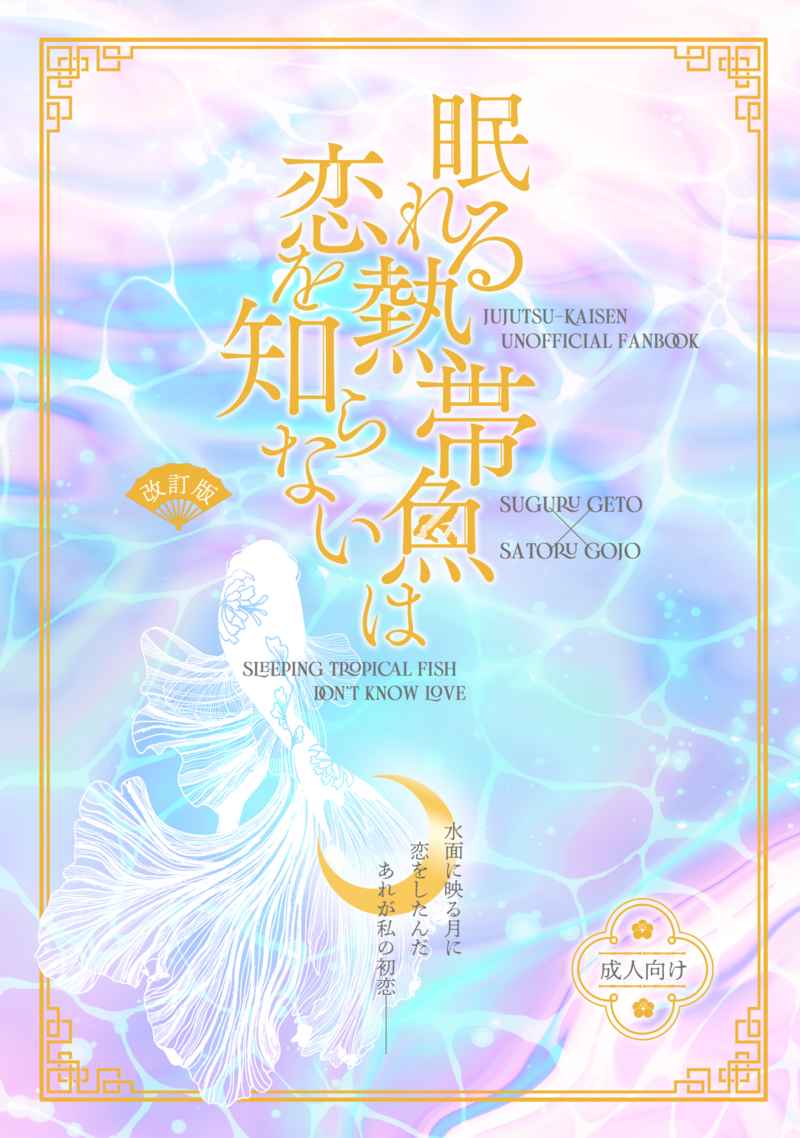 眠れる熱帯魚は
恋を知らない
JUJUTSU-KAISEN
UNOFFICIAL FANBOOK
改訂版
SUGURU GETO
×
SATORU GOJO
SLEEPING TROPICAL FISH
DON'T KNOW LOVE
水面に映る月に
恋をしたんだ
あれが私の初恋――
成人向け